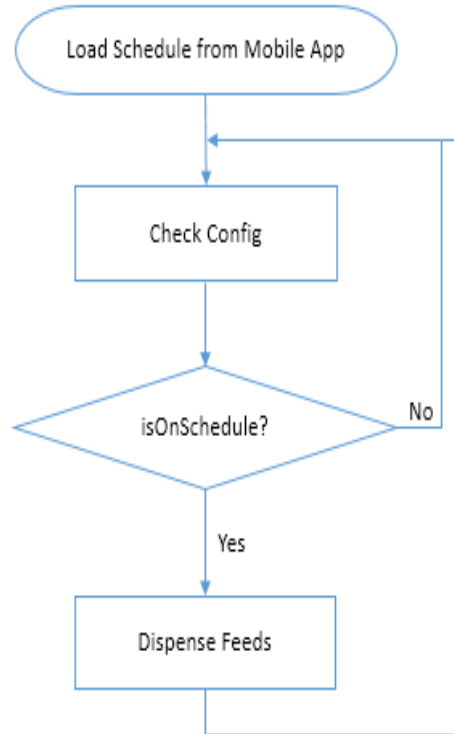 Load Schedule from Mobile App
Check Config
isOnSchedule?
No
Yes
Dispense Feeds